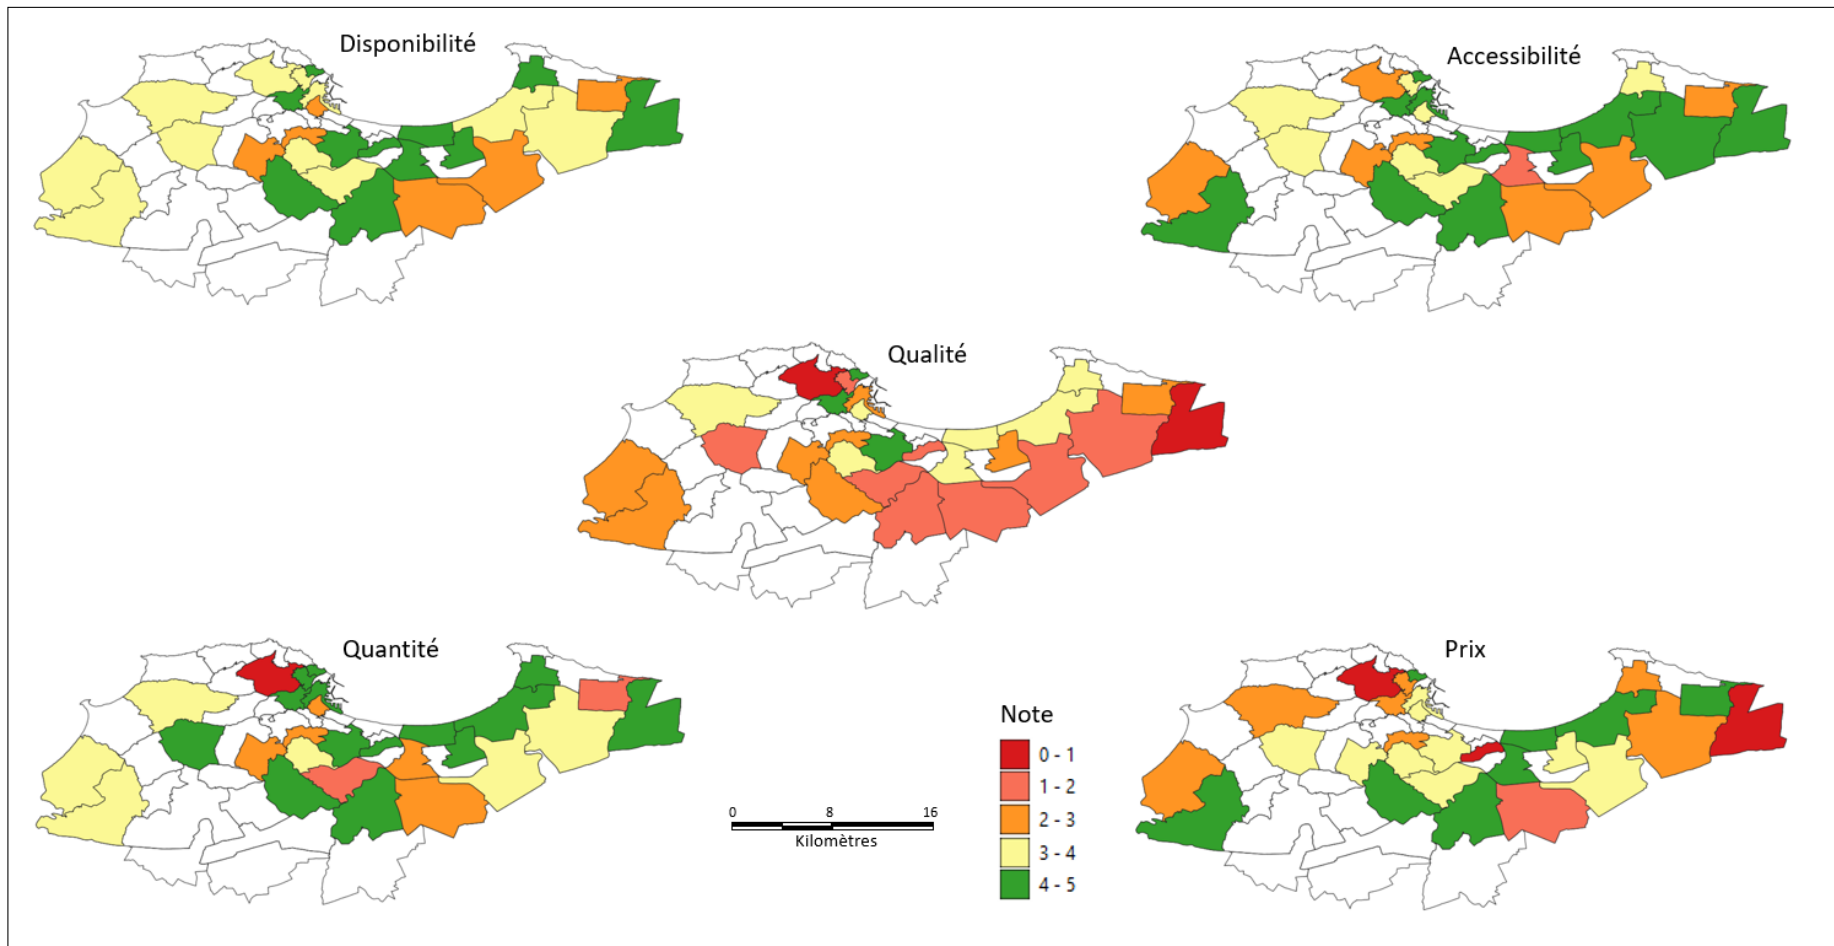 Disponibilité
Accessibilité
Qualité
Quantité
Prix
Note
0 - 1
1 - 2
2 - 3
3 - 4
4 - 5
0 8 16
Kilomètres